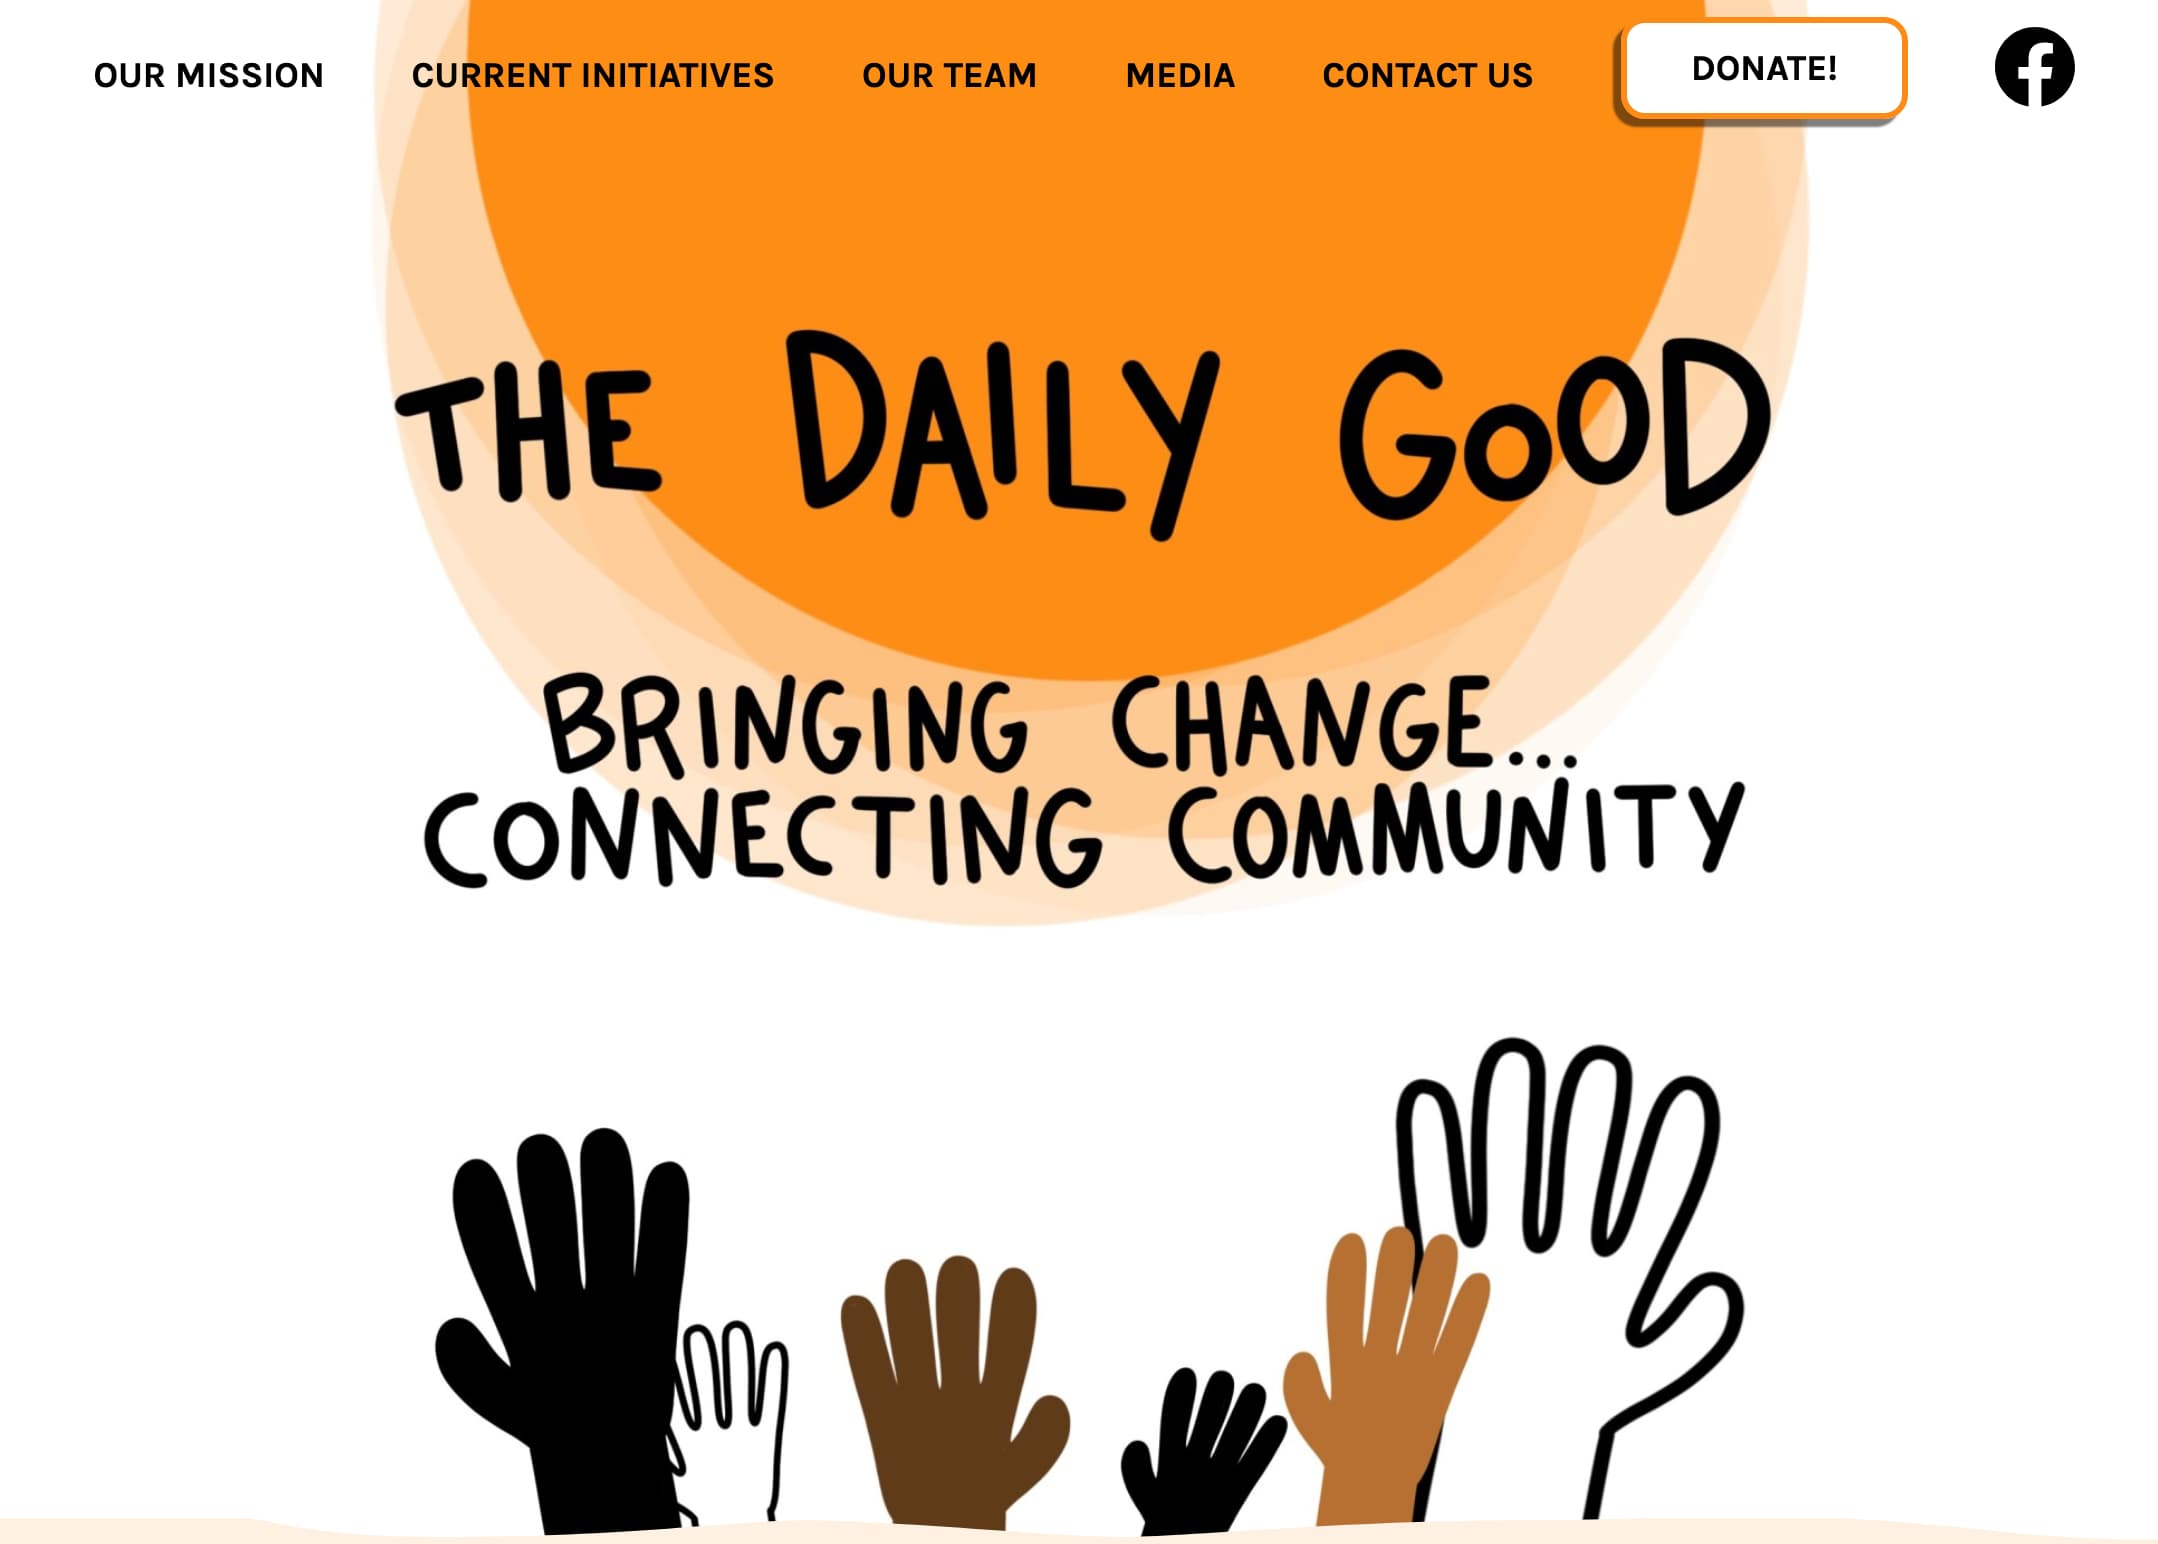 OUR MISSION CURRENT INITIATIVES OUR TEAM MEDIA CONTACT US DONATE!
THE DAILY GOOD
BRINGING CHANGE...
CONNECTING COMMUNITY